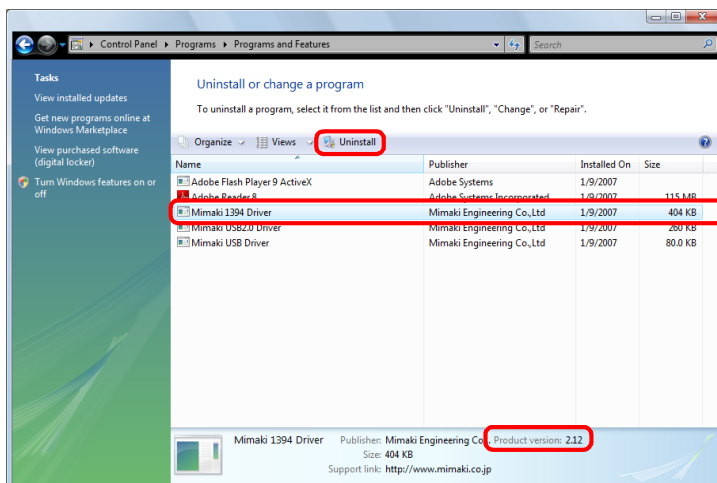 Control Panel ▸ Programs ▸ Programs and Features
Search
Tasks
View installed updates
Get new programs online at
Windows Marketplace
View purchased software
(digital locker)
Turn Windows features on or
off
Uninstall or change a program
To uninstall a program, select it from the list and then click "Uninstall", "Change", or "Repair".
Organize Views Uninstall
Name Publisher Installed On Size
Adobe Flash Player 9 ActiveX Adobe Systems 1/9/2007
Adobe Reader 8 Adobe Systems Incorporated 1/9/2007 115 MB
Mimaki 1394 Driver Mimaki Engineering Co.,Ltd 1/9/2007 404 KB
Mimaki USB2.0 Driver Mimaki Engineering Co.,Ltd 1/9/2007 260 KB
Mimaki USB Driver Mimaki Engineering Co.,Ltd 1/9/2007 80.0 KB
Mimaki 1394 Driver Publisher: Mimaki Engineering Co., Product version: 2.12
Size: 404 KB
Support link: http://www.mimaki.co.jp